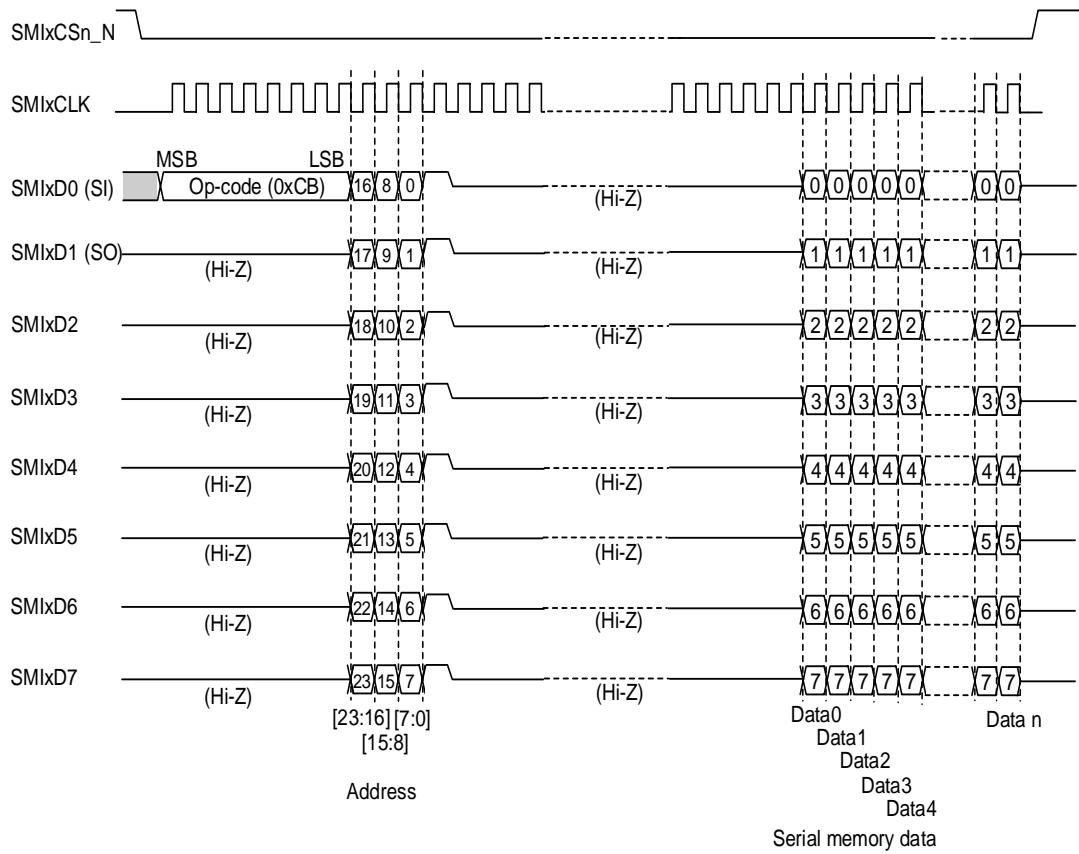 SMIxCSn_N
SMIxCLK
MSB LSB
SMIxD0 (SI) Op-code (0xCB) 16 8 0 (Hi-Z) 0 0 0 0 0 0 0
SMIxD1 (SO) (Hi-Z) 17 9 1 (Hi-Z) 1 1 1 1 1 1 1
SMIxD2 (Hi-Z) 18 10 2 (Hi-Z) 2 2 2 2 2 2 2
SMIxD3 (Hi-Z) 19 11 3 (Hi-Z) 3 3 3 3 3 3 3
SMIxD4 (Hi-Z) 20 12 4 (Hi-Z) 4 4 4 4 4 4 4
SMIxD5 (Hi-Z) 21 13 5 (Hi-Z) 5 5 5 5 5 5 5
SMIxD6 (Hi-Z) 22 14 6 (Hi-Z) 6 6 6 6 6 6 6
SMIxD7 (Hi-Z) 23 15 7 (Hi-Z) 7 7 7 7 7 7 7
[23:16] [7:0] Data0 Data n
[15:8] Data1
Data2
Address Data3
Data4
Serial memory data